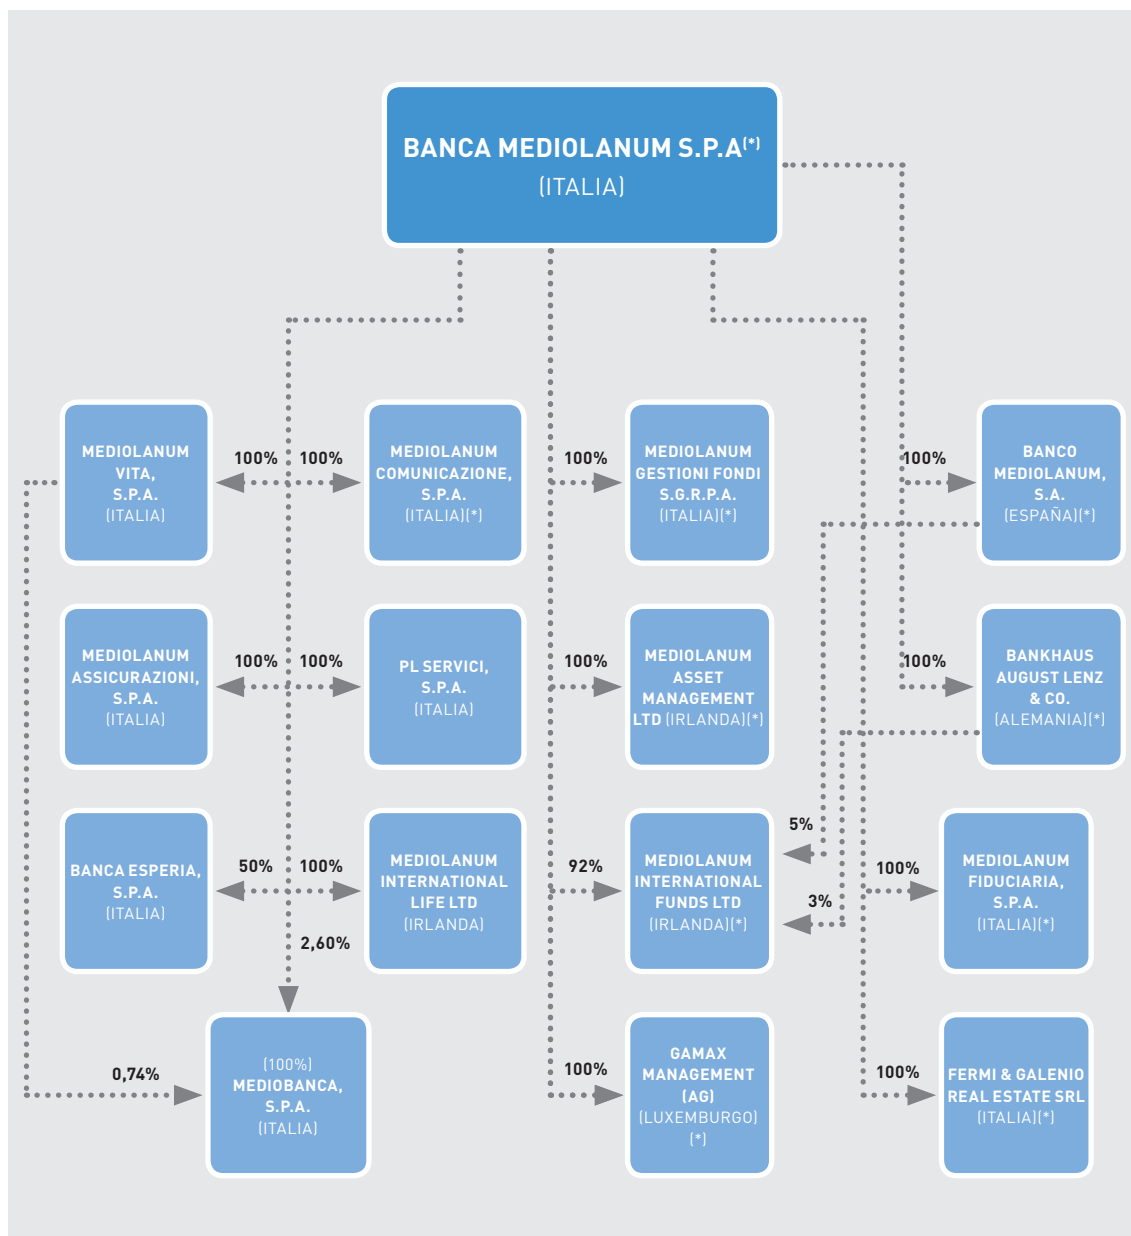 BANCA MEDIOLANUM S.P.A(*)
(ITALIA)
MEDIOLANUM
VITA,
S.P.A.
(ITALIA)
100%
100%
MEDIOLANUM
COMUNICAZIONE,
S.P.A.
(ITALIA)(*)
100%
MEDIOLANUM
GESTIONI FONDI
S.G.R.P.A.
(ITALIA)(*)
100%
BANCO
MEDIOLANUM,
S.A.
(ESPAÑA)(*)
MEDIOLANUM
ASSICURAZIONI,
S.P.A.
(ITALIA)
100%
100%
PL SERVICI,
S.P.A.
(ITALIA)
100%
MEDIOLANUM
ASSET
MANAGEMENT
LTD (IRLANDA)(*)
100%
BANKHAUS
AUGUST LENZ
& CO.
(ALEMANIA)(*)
BANCA ESPERIA,
S.P.A.
(ITALIA)
50%
100%
MEDIOLANUM
INTERNATIONAL
LIFE LTD
(IRLANDA)
92%
MEDIOLANUM
INTERNATIONAL
FUNDS LTD
(IRLANDA)(*)
5%
3%
100%
MEDIOLANUM
FIDUCIARIA,
S.P.A.
(ITALIA)(*)
2,60%
0,74%
(100%)
MEDIOBANCA,
S.P.A.
(ITALIA)
100%
GAMAX
MANAGEMENT
(AG)
(LUXEMBURGO)
(*)
100%
FERMI & GALENIO
REAL ESTATE SRL
(ITALIA)(*)